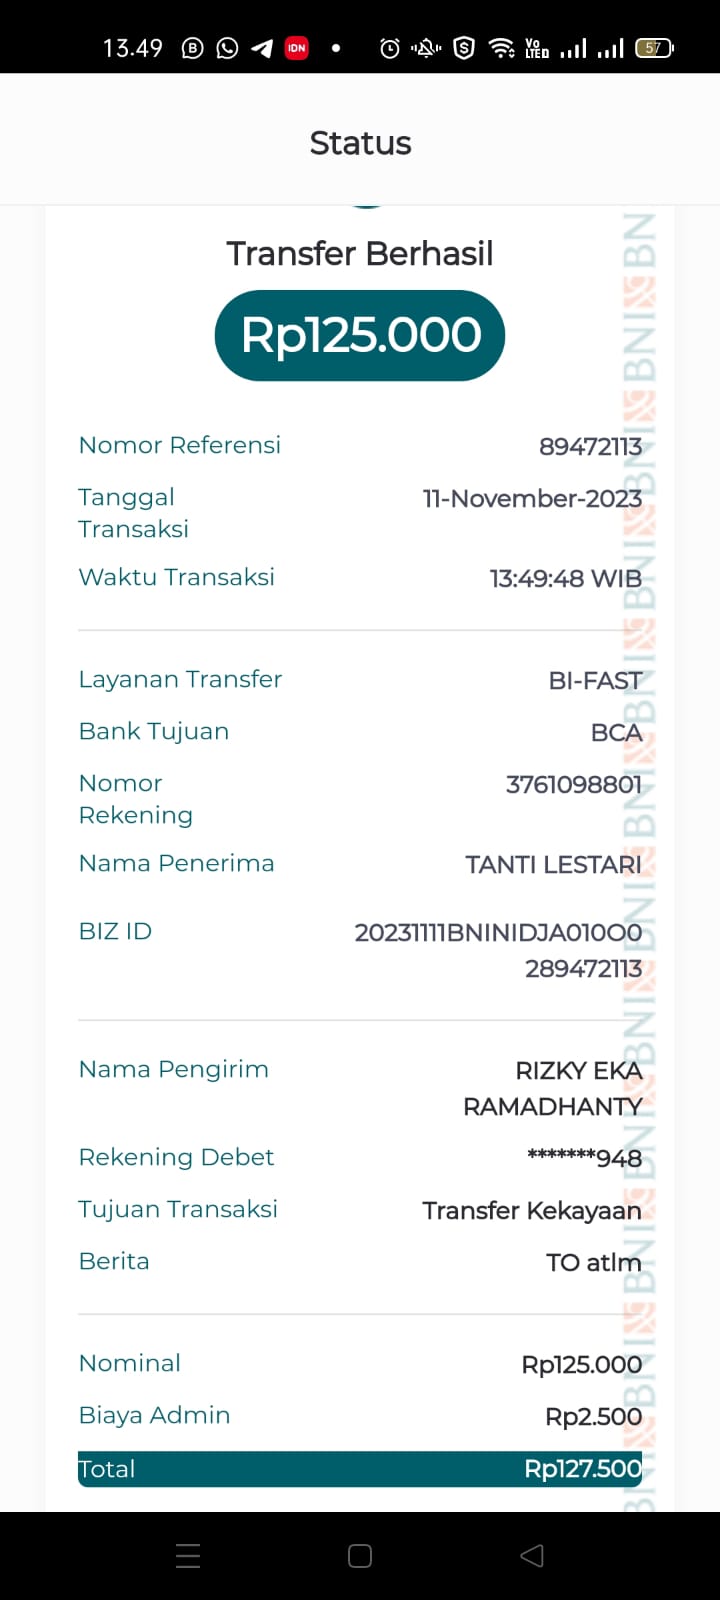 13.49
IDN
Vo
LTED
57
Status
Transfer Berhasil
Rp125.000
Nomor Referensi 89472113
Tanggal 11-November-2023
Transaksi
Waktu Transaksi 13:49:48 WIB
Layanan Transfer BI-FAST
Bank Tujuan BCA
Nomor 3761098801
Rekening
Nama Penerima TANTI LESTARI
BIZ ID 20231111BNINIDJA010O0
289472113
Nama Pengirim RIZKY EKA
RAMADHANTY
Rekening Debet *******948
Tujuan Transaksi Transfer Kekayaan
Berita TO atlm
Nominal Rp125.000
Biaya Admin Rp2.500
Total Rp127.500
BNI BNI BNI BNI BNI BNI BNI BNI BNI BNI BNI BN